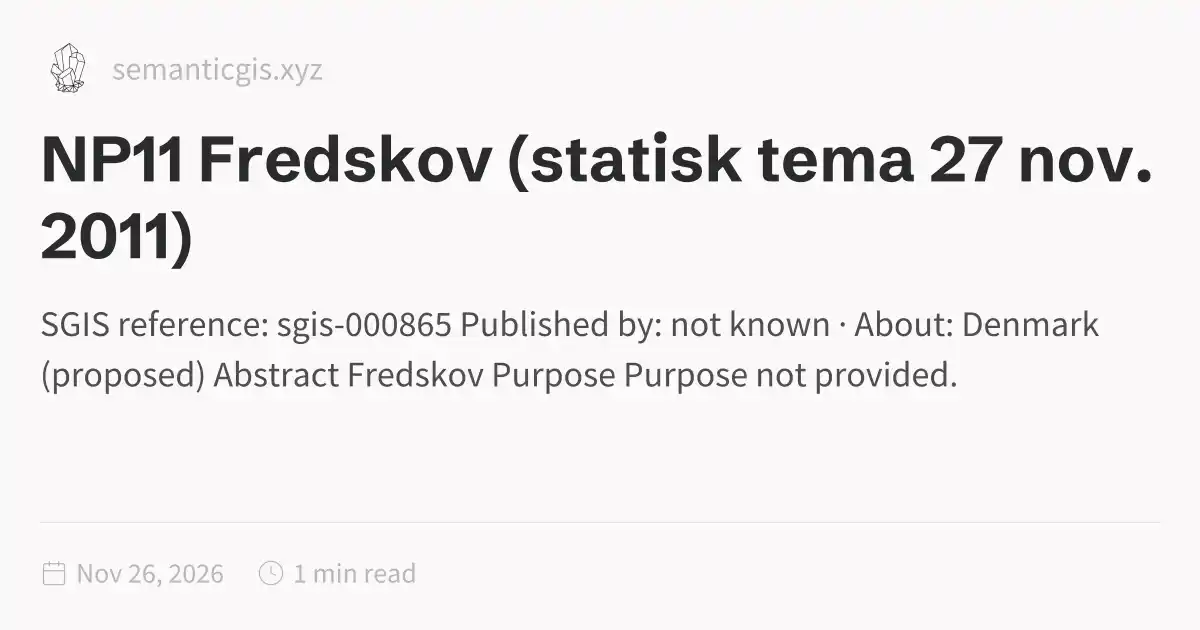 semanticgis.xyz
NP11 Fredskov (statisk tema 27 nov.
2011)
SGIS reference: sgis-000865 Published by: not known · About: Denmark
(proposed) Abstract Fredskov Purpose Purpose not provided.
Nov 26, 2026 1 min read